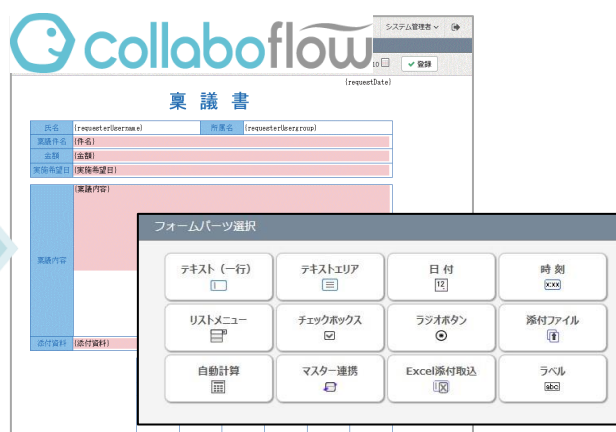 collaboflow
システム管理者
10
登録
{requestDate}
稟議書
氏名 {requesterUsername} 所属名 {requesterUsergroup}
稟議件名 {件名}
金額 {金額}
実施希望日 {実施希望日}
稟議内容 {稟議内容}
添付資料 {添付資料}
フォームパーツ選択
テキスト（一行） テキストエリア 日付 時刻
12 x:xx
リストメニュー チェックボックス ラジオボタン 添付ファイル
自動計算 マスター連携 Excel添付取込 ラベル
abc